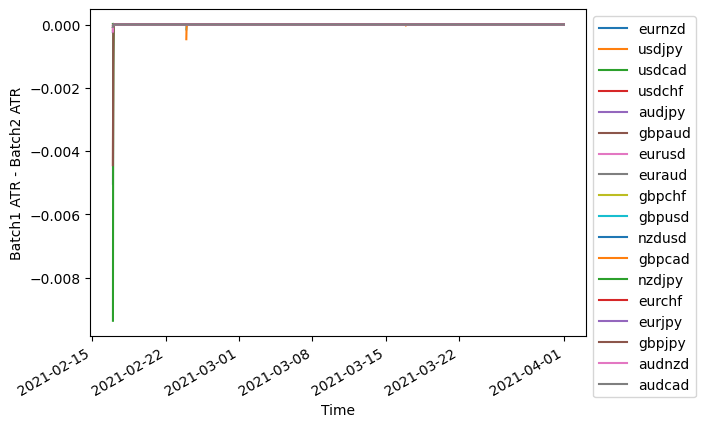 0.000
−0.002
−0.004
−0.006
−0.008
Batch1 ATR - Batch2 ATR
2021-02-15
2021-02-22
2021-03-01
2021-03-08
2021-03-15
2021-03-22
2021-04-01
Time
eurnzd
usdjpy
usdcad
usdchf
audjpy
gbpaud
eurusd
euraud
gbpchf
gbpusd
nzdusd
gbpcad
nzdjpy
eurchf
eurjpy
gbpjpy
audnzd
audcad